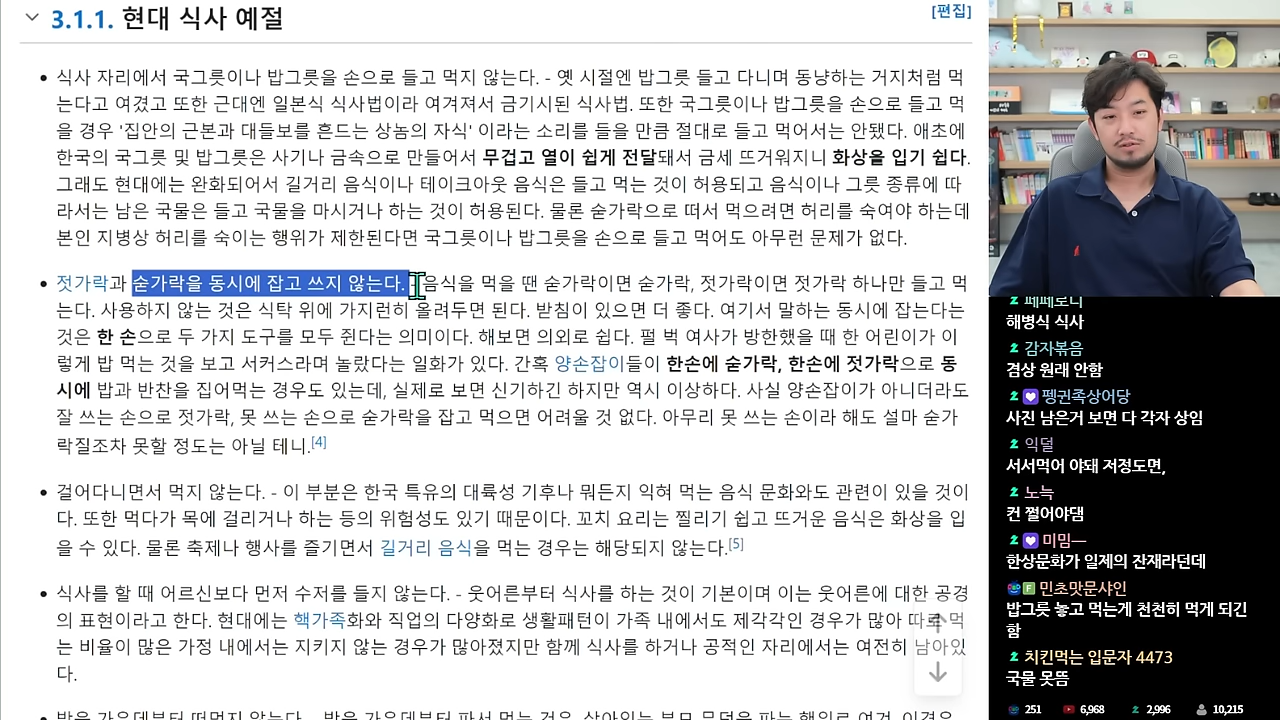 3.1.1. 현대 식사 예절
[편집]
식사 자리에서 국그릇이나 밥그릇을 손으로 들고 먹지 않는다. - 옛 시절엔 밥그릇 들고 다니며 동냥하는 거지처럼 먹
는다고 여겼고 또한 근대엔 일본식 식사법이라 여겨져서 금기시된 식사법. 또한 국그릇이나 밥그릇을 손으로 들고 먹
을 경우 '집안의 근본과 대들보를 흔드는 상놈의 자식' 이라는 소리를 들을 만큼 절대로 들고 먹어서는 안됐다. 애초에
한국의 국그릇 및 밥그릇은 사기나 금속으로 만들어서 무겁고 열이 쉽게 전달돼서 금세 뜨거워지니 화상을 입기 쉽다.
그래도 현대에는 완화되어서 길거리 음식이나 테이크아웃 음식은 들고 먹는 것이 허용되고 음식이나 그릇 종류에 따
라서는 남은 국물은 들고 국물을 마시거나 하는 것이 허용된다. 물론 숟가락으로 떠서 먹으려면 허리를 숙여야 하는데
본인 지병상 허리를 숙이는 행위가 제한된다면 국그릇이나 밥그릇을 손으로 들고 먹어도 아무런 문제가 없다.
젓가락과 숟가락을 동시에 잡고 쓰지 않는다. 음식을 먹을 땐 숟가락이면 숟가락, 젓가락이면 젓가락 하나만 들고 먹
는다. 사용하지 않는 것은 식탁 위에 가지런히 올려두면 된다. 받침이 있으면 더 좋다. 여기서 말하는 동시에 잡는다는
것은 한 손으로 두 가지 도구를 모두 쥔다는 의미이다. 해보면 의외로 쉽다. 펄 벅 여사가 방한했을 때 한 어린이가 이
렇게 밥 먹는 것을 보고 서커스라며 놀랐다는 일화가 있다. 간혹 양손잡이들이 한손에 숟가락, 한손에 젓가락으로 동
시에 밥과 반찬을 집어먹는 경우도 있는데, 실제로 보면 신기하긴 하지만 역시 이상하다. 사실 양손잡이가 아니더라도
잘 쓰는 손으로 젓가락, 못 쓰는 손으로 숟가락을 잡고 먹으면 어려울 것 없다. 아무리 못 쓰는 손이라 해도 설마 숟가
락질조차 못할 정도는 아닐 테니.[4]
걸어다니면서 먹지 않는다. - 이 부분은 한국 특유의 대륙성 기후나 뭐든지 익혀 먹는 음식 문화와도 관련이 있을 것이
다. 또한 먹다가 목에 걸리거나 하는 등의 위험성도 있기 때문이다. 꼬치 요리는 찔리기 쉽고 뜨거운 음식은 화상을 입
을 수 있다. 물론 축제나 행사를 즐기면서 길거리 음식을 먹는 경우는 해당되지 않는다.[5]
식사를 할 때 어르신보다 먼저 수저를 들지 않는다. - 웃어른부터 식사를 하는 것이 기본이며 이는 웃어른에 대한 공경
의 표현이라고 한다. 현대에는 핵가족화와 직업의 다양화로 생활패턴이 가족 내에서도 제각각인 경우가 많아 따로 먹
는 비율이 많은 가정 내에서는 지키지 않는 경우가 많아졌지만 함께 식사를 하거나 공적인 자리에서는 여전히 남아있
다.
페페로니
해병식 식사
감자볶음
겸상 원래 안함
펭귄족상어당
사진 남은거 보면 다 각자 상임
익덜
서서먹어 야돼 저정도면,
노늑
컨 쩔어야댐
미밈—
한상문화가 일제의 잔재라던데
민초맛문샤인
밥그릇 놓고 먹는게 천천히 먹게 되긴
함
치킨먹는 입문자 4473
국물 못뜸
251 6,968 2,996 10,215